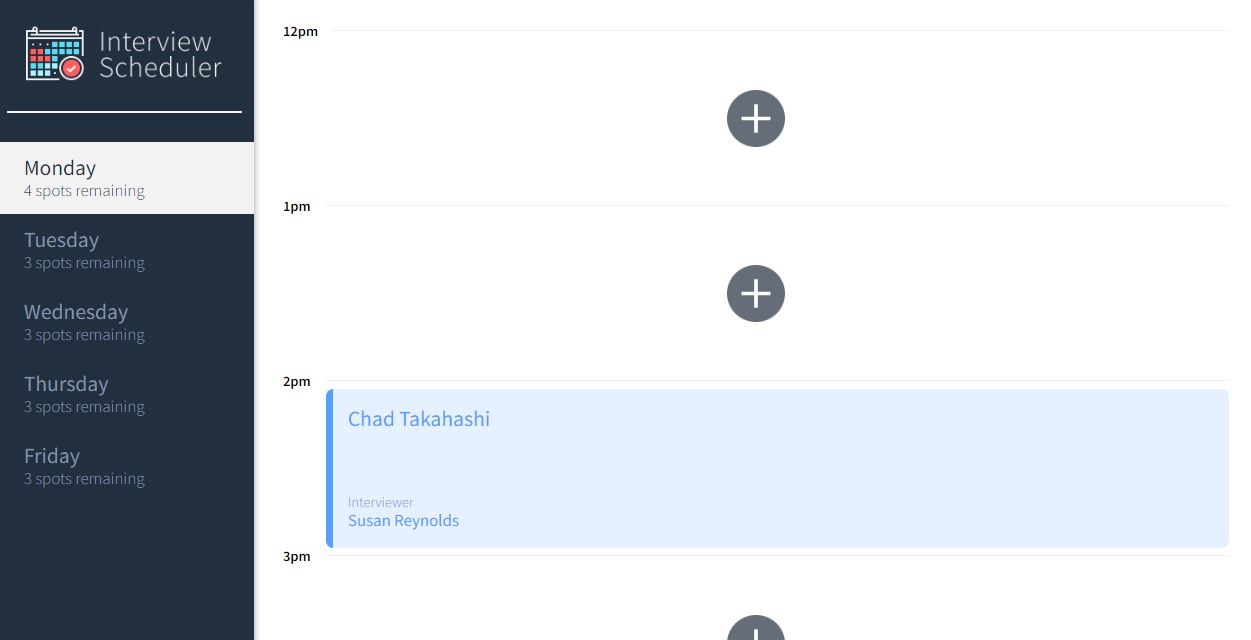 Interview
Scheduler
Monday
4 spots remaining
Tuesday
3 spots remaining
Wednesday
3 spots remaining
Thursday
3 spots remaining
Friday
3 spots remaining
12pm
1pm
2pm
Chad Takahashi
Interviewer
Susan Reynolds
3pm